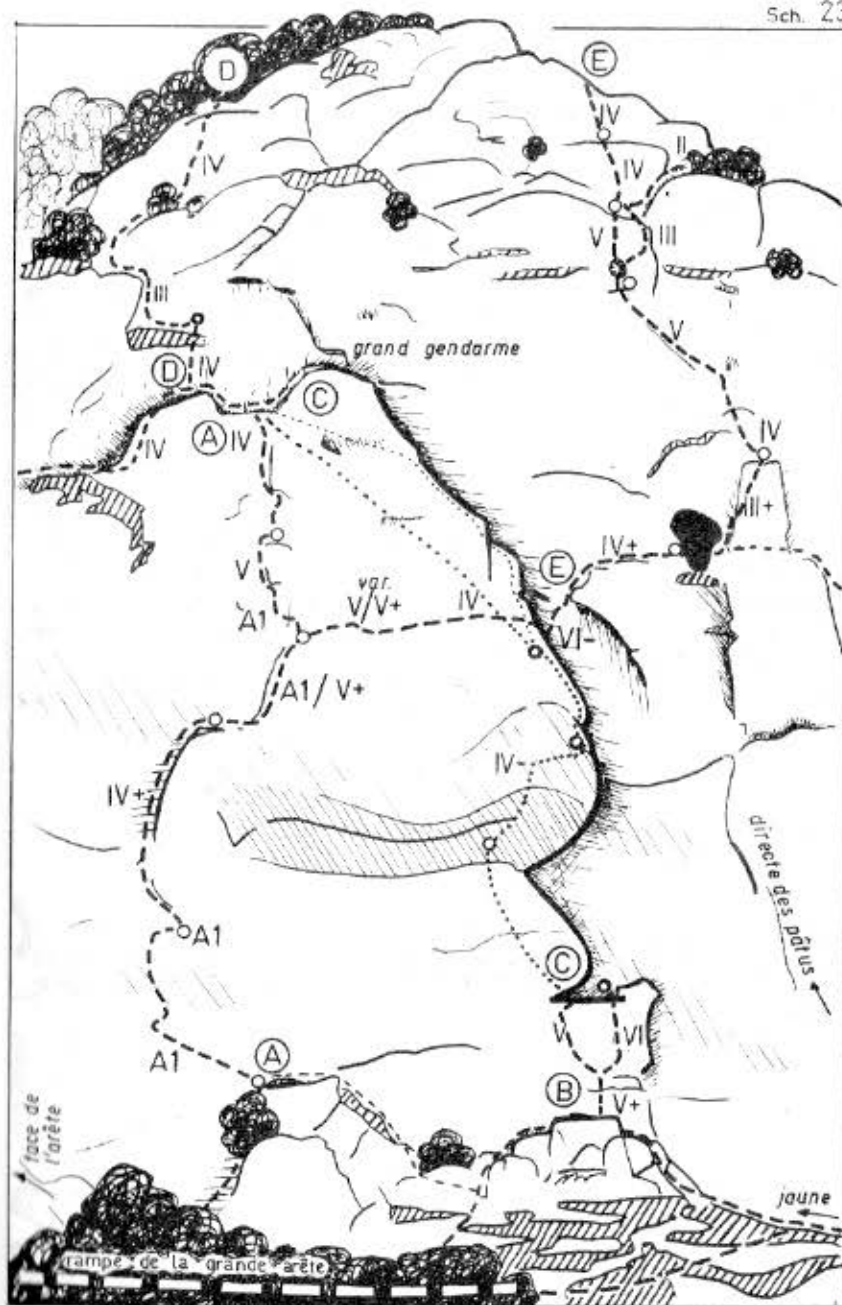 Sch. 23
D
E
IV
IV
II
IV
V
III
III
V
grand gendarme
D
IV
C
IV
A
IV
IV
III+
IV+
V
var.
V/V+
IV
E
A1
VI-
A1/V+
IV
IV+
directe des pâtus
A1
C
V
VI
A1
A
B
V+
face de
l'arête
jaune
rampe de la grande arête